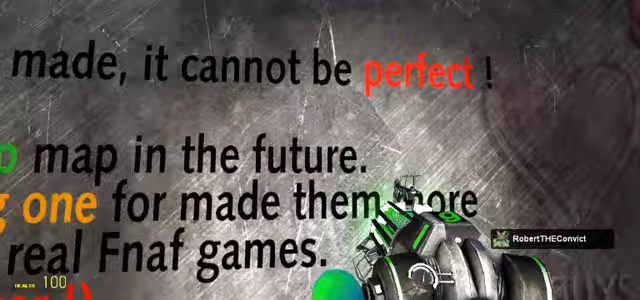 made, it cannot be perfect !
map in the future.
one for made them more
real Fnaf games.
RobertTHEConvict
HEALTH 100